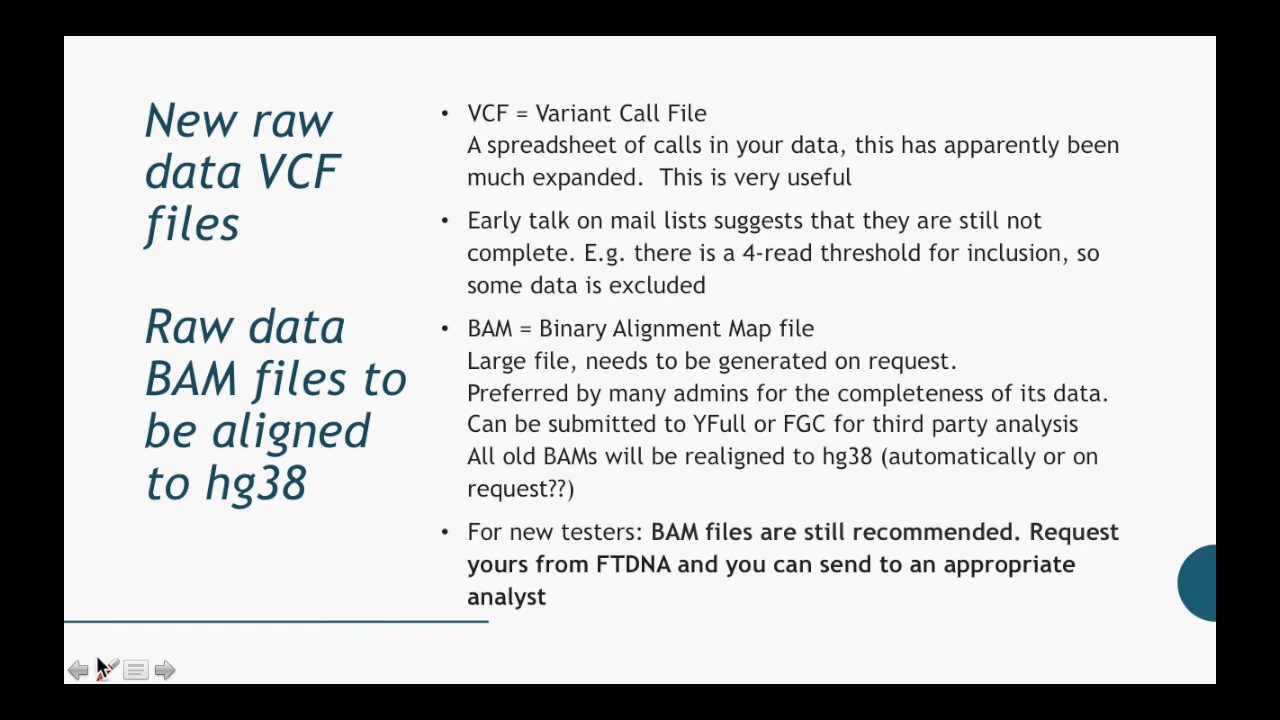 New raw
data VCF
files
Raw data
BAM files to
be aligned
to hg38
• VCF = Variant Call File
A spreadsheet of calls in your data, this has apparently been
much expanded.  This is very useful
• Early talk on mail lists suggests that they are still not
complete. E.g. there is a 4-read threshold for inclusion, so
some data is excluded
• BAM = Binary Alignment Map file
Large file, needs to be generated on request.
Preferred by many admins for the completeness of its data.
Can be submitted to YFull or FGC for third party analysis
All old BAMs will be realigned to hg38 (automatically or on
request??)
• For new testers: BAM files are still recommended. Request
yours from FTDNA and you can send to an appropriate
analyst